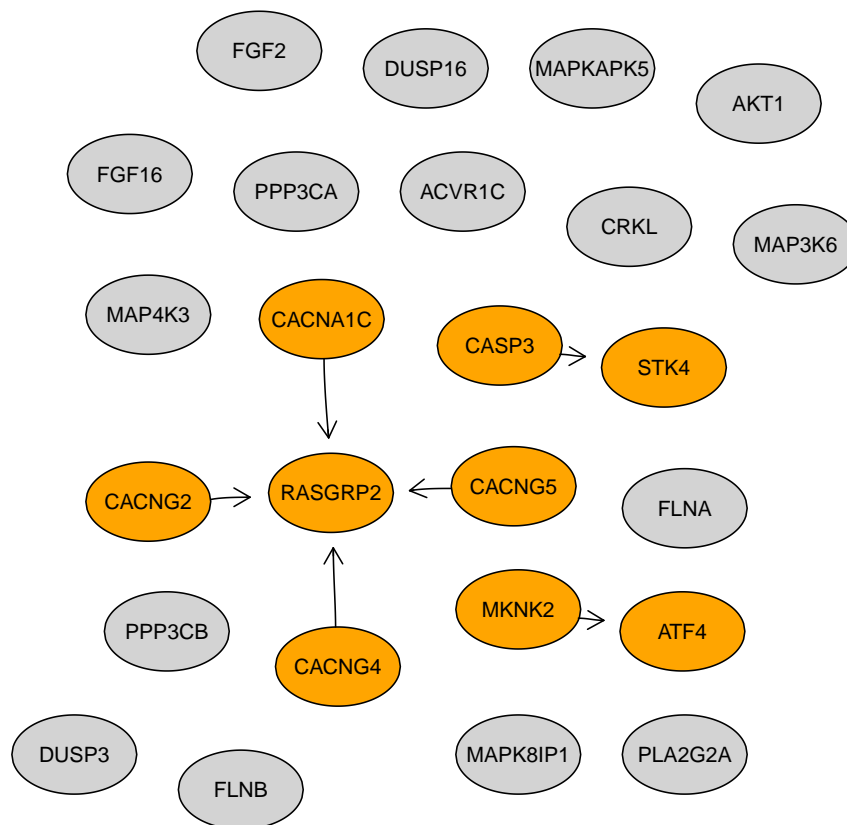 FGF2
DUSP16
MAPKAPK5
AKT1
FGF16
PPP3CA
ACVR1C
CRKL
MAP3K6
MAP4K3
CACNA1C
CASP3
STK4
CACNG2
RASGRP2
CACNG5
FLNA
PPP3CB
CACNG4
MKNK2
ATF4
DUSP3
FLNB
MAPK8IP1
PLA2G2A